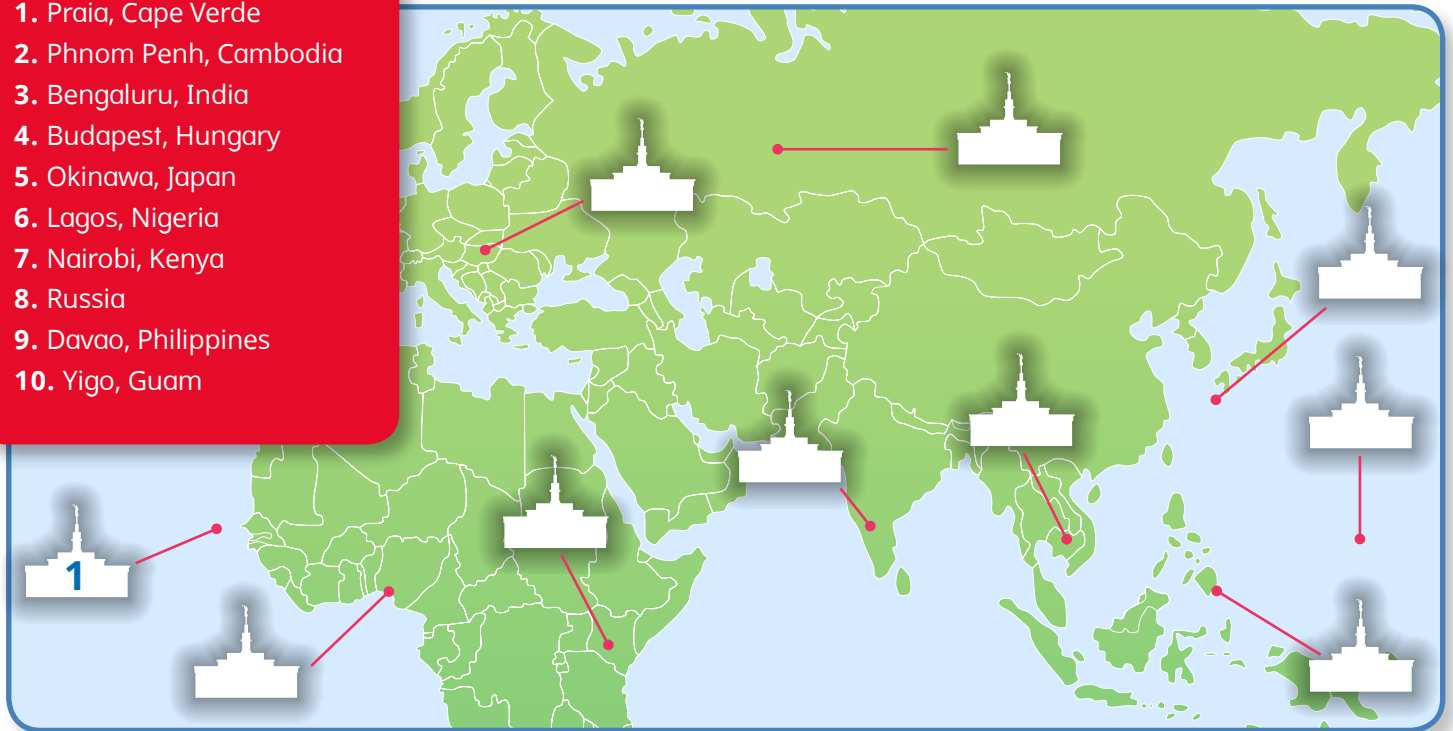 1. Praia, Cape Verde
2. Phnom Penh, Cambodia
3. Bengaluru, India
4. Budapest, Hungary
5. Okinawa, Japan
6. Lagos, Nigeria
7. Nairobi, Kenya
8. Russia
9. Davao, Philippines
10. Yigo, Guam
1